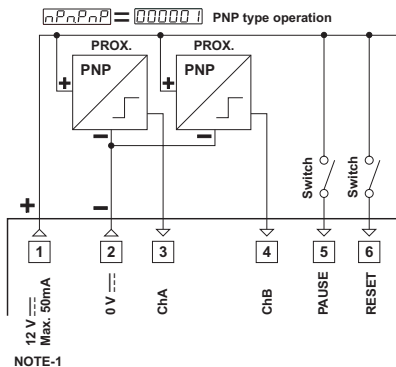 nPnPnP = 000001 PNP type operation
PROX. PROX.
PNP PNP
+ +
– –
Switch Switch
+ –
1 2 3 4 5 6
12 V
Max. 50mA
0 V
ChA
ChB
PAUSE
RESET
NOTE-1